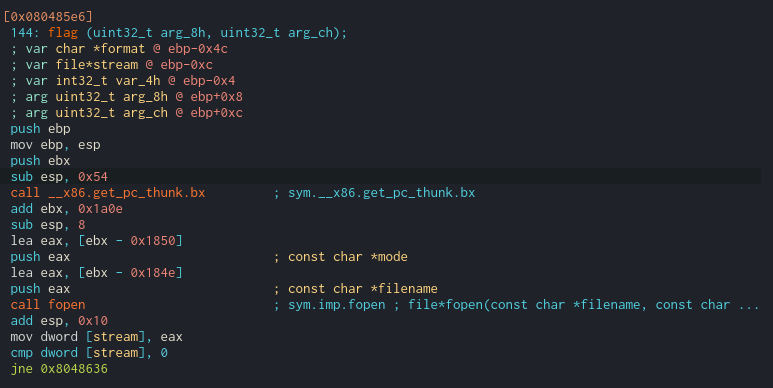 [0x080485e6]
144: flag (uint32_t arg_8h, uint32_t arg_ch);
; var char *format @ ebp-0x4c
; var file*stream @ ebp-0xc
; var int32_t var_4h @ ebp-0x4
; arg uint32_t arg_8h @ ebp+0x8
; arg uint32_t arg_ch @ ebp+0xc
push ebp
mov ebp, esp
push ebx
sub esp, 0x54
call __x86.get_pc_thunk.bx ; sym.__x86.get_pc_thunk.bx
add ebx, 0x1a0e
sub esp, 8
lea eax, [ebx - 0x1850]
push eax ; const char *mode
lea eax, [ebx - 0x184e]
push eax ; const char *filename
call fopen ; sym.imp.fopen ; file*fopen(const char *filename, const char ...
add esp, 0x10
mov dword [stream], eax
cmp dword [stream], 0
jne 0x8048636